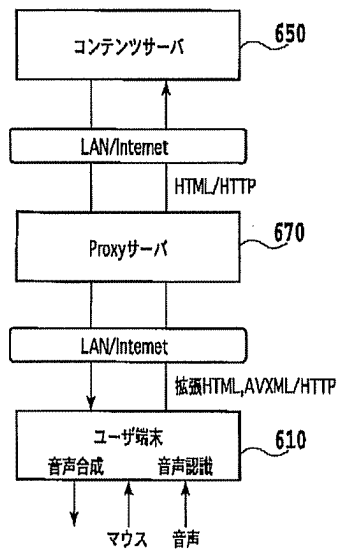 コンテンツサーバ
650
LAN/Internet
HTML/HTTP
Proxyサーバ
670
LAN/Internet
拡張HTML,AVXML/HTTP
ユーザ端末
610
音声合成 音声認識
マウス 音声